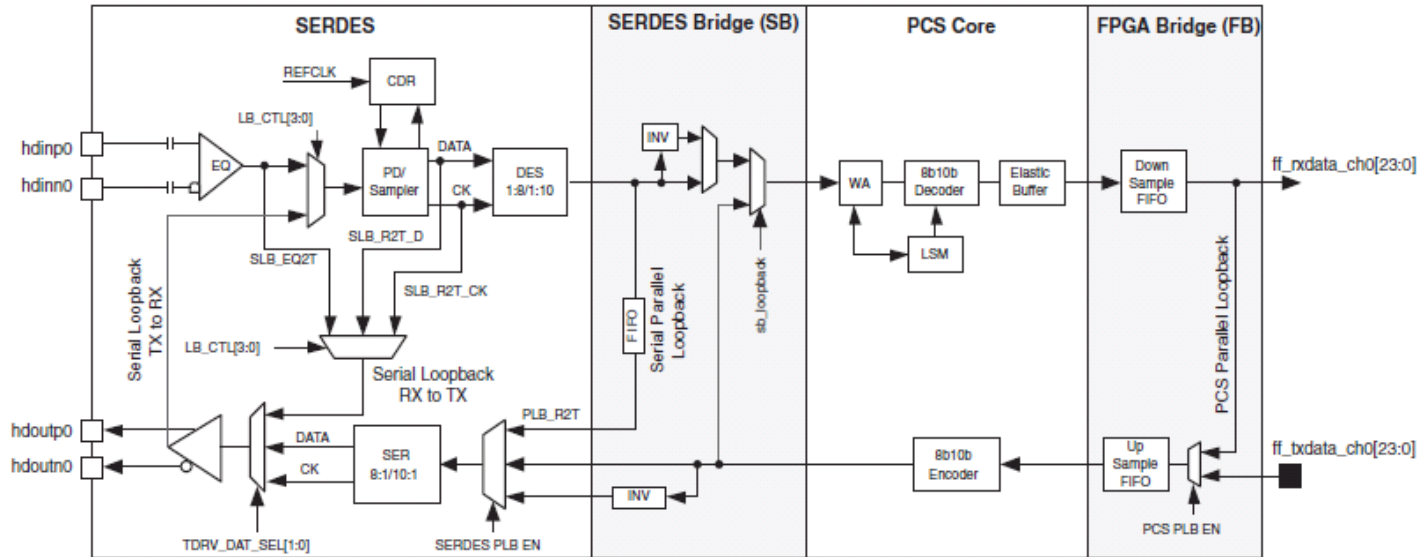 SERDES
SERDES Bridge (SB)
PCS Core
FPGA Bridge (FB)
REFCLK
CDR
LB_CTL[3:0]
hdinp0
hdinn0
EQ
PD/
Sampler
DATA
CK
DES
1:8/1:10
INV
WA
8b10b
Decoder
Elastic
Buffer
Down
Sample
FIFO
ff_rxdata_ch0[23:0]
LSM
SLB_R2T_D
SLB_EQ2T
SLB_R2T_CK
Serial Loopback
TX to RX
FIFO
Serial Parallel
Loopback
sb_loopback
PCS Parallel Loopback
LB_CTL[3:0]
Serial Loopback
RX to TX
PLB_R2T
hdoutp0
hdoutn0
DATA
CK
SER
8:1/10:1
INV
8b10b
Encoder
Up
Sample
FIFO
ff_txdata_ch0[23:0]
TDRV_DAT_SEL[1:0]
SERDES PLB EN
PCS PLB EN